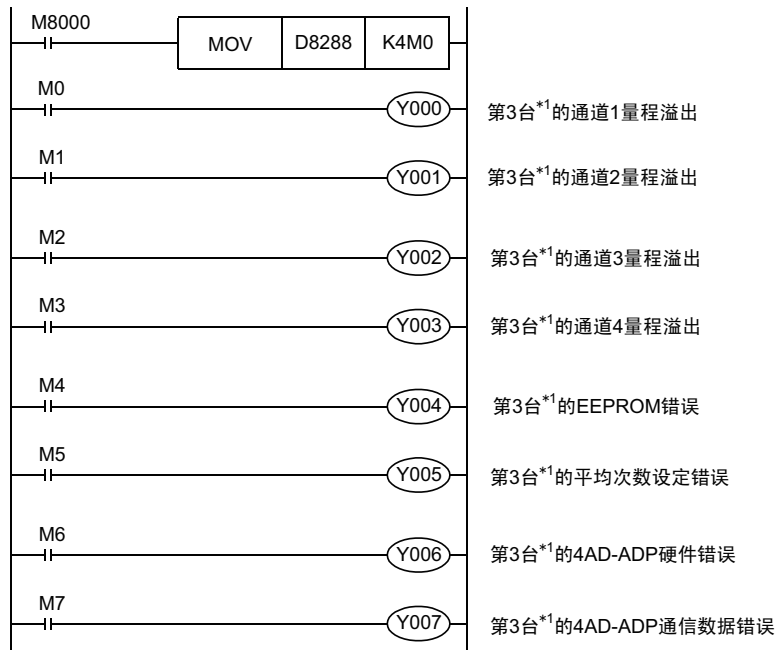 M8000
MOV D8288 K4M0
M0
Y000 第3台*1的通道1量程溢出
M1
Y001 第3台*1的通道2量程溢出
M2
Y002 第3台*1的通道3量程溢出
M3
Y003 第3台*1的通道4量程溢出
M4
Y004 第3台*1的EEPROM错误
M5
Y005 第3台*1的平均次数设定错误
M6
Y006 第3台*1的4AD-ADP硬件错误
M7
Y007 第3台*1的4AD-ADP通信数据错误